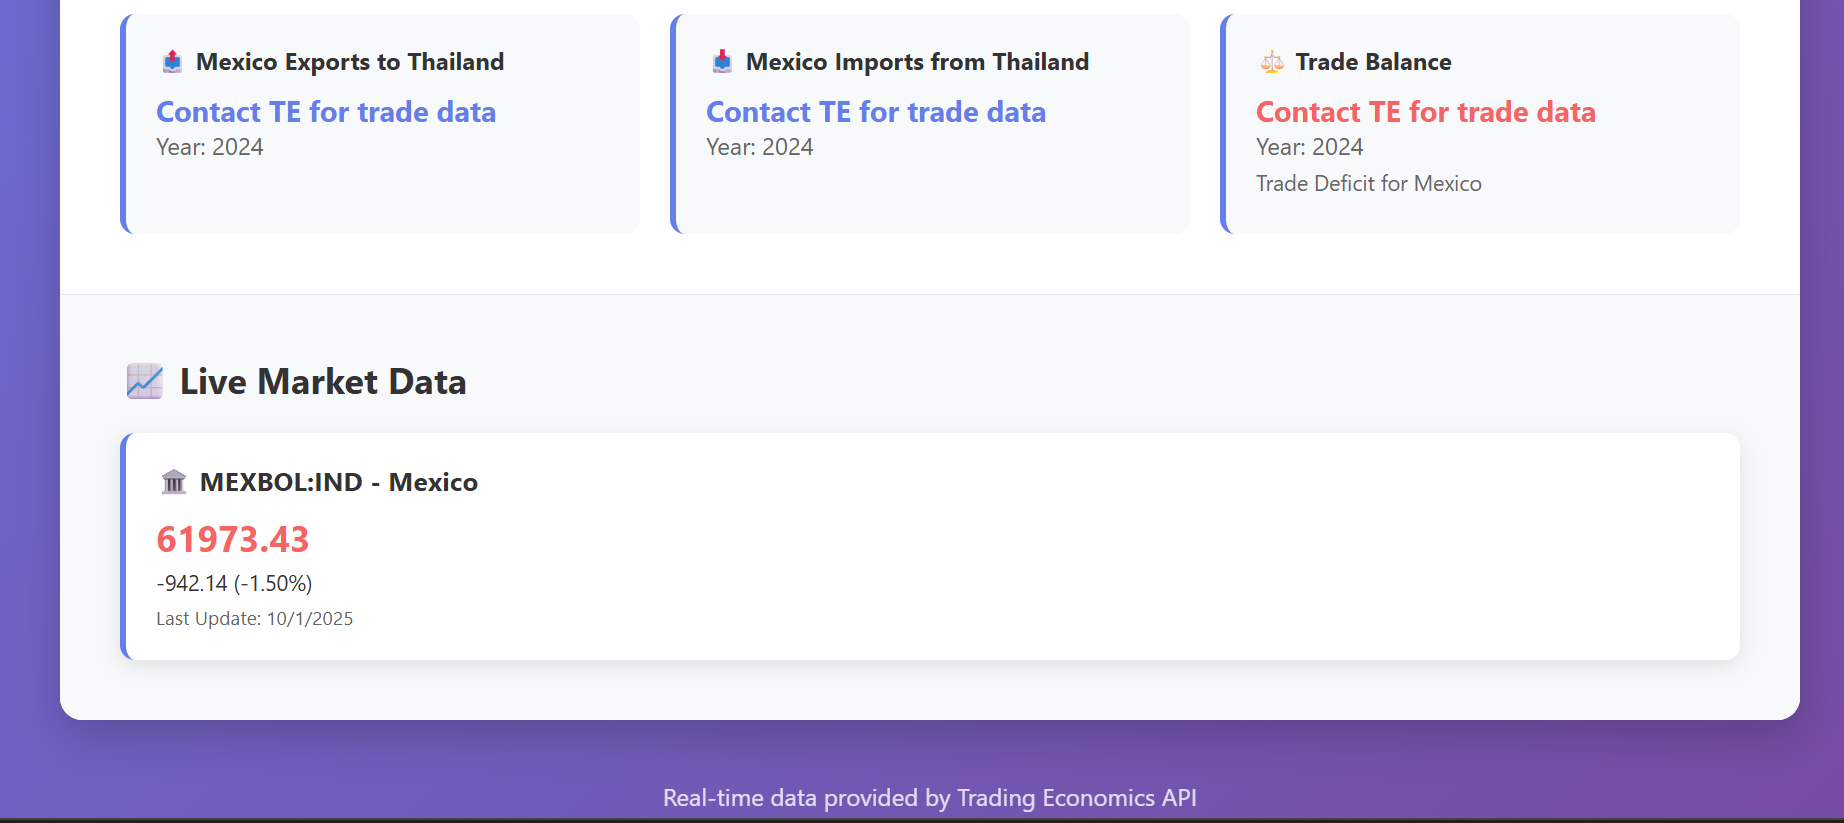 Mexico Exports to Thailand
Contact TE for trade data
Year: 2024
Mexico Imports from Thailand
Contact TE for trade data
Year: 2024
Trade Balance
Contact TE for trade data
Year: 2024
Trade Deficit for Mexico
Live Market Data
MEXBOL:IND - Mexico
61973.43
-942.14 (-1.50%)
Last Update: 10/1/2025
Real-time data provided by Trading Economics API